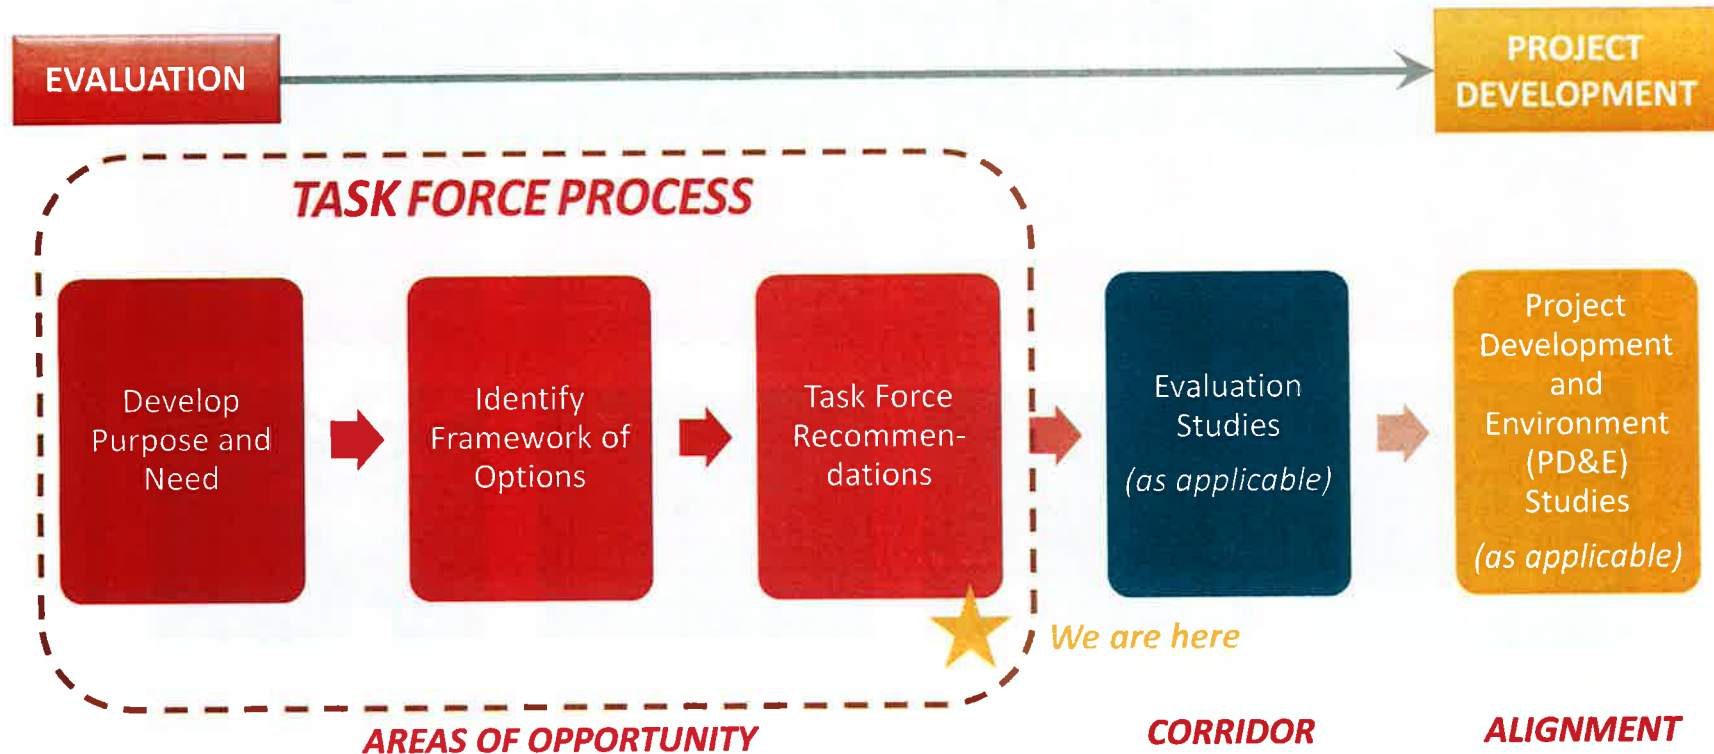 EVALUATION
PROJECT
DEVELOPMENT
TASK FORCE PROCESS
Develop
Purpose and
Need
Identify
Framework of
Options
Task Force
Recommen-
dations
Evaluation
Studies
(as applicable)
Project
Development
and
Environment
(PD&E)
Studies
(as applicable)
We are here
AREAS OF OPPORTUNITY
CORRIDOR
ALIGNMENT